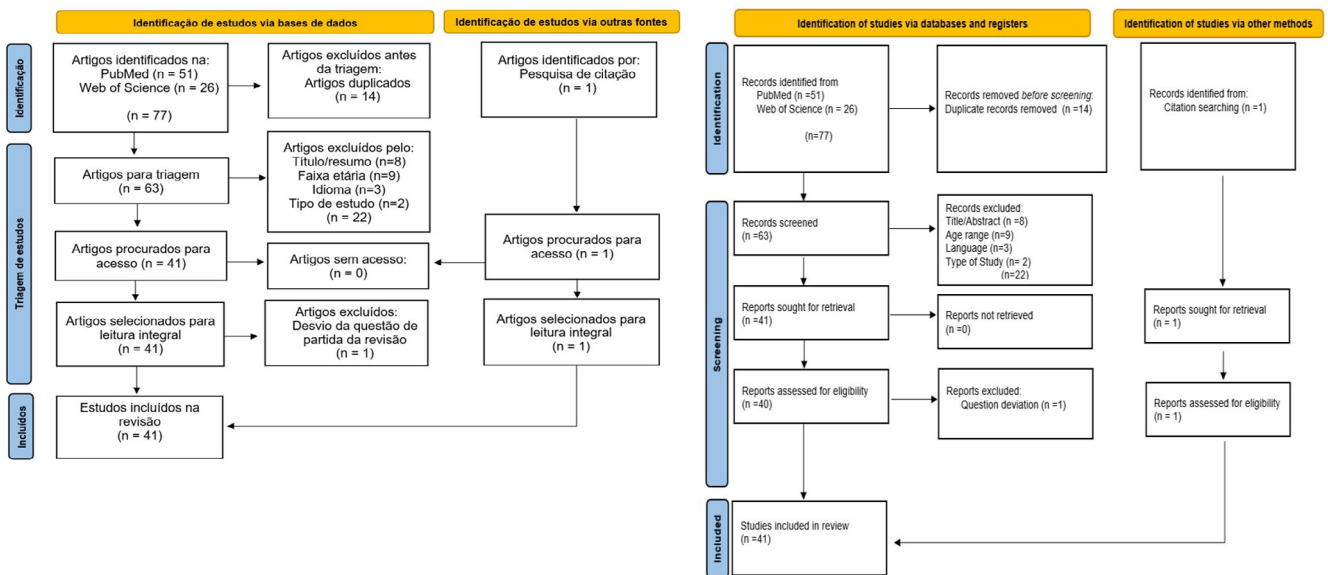 Identificação de estudos via bases de dados
Identificação de estudos via outras fontes
Identificação
Artigos identificados na:
PubMed (n = 51)
Web of Science (n = 26)
(n = 77)
Artigos excluídos antes
da triagem:
Artigos duplicados
n = 14)
Artigos identificados por:
Pesquisa de citação
(n = 1)
Triagem de estudos
Artigos para triagem
n = 63)
Artigos excluídos pelo:
Título/resumo (n=8)
Faixa etária (n=9)
Idioma (n=3)
Tipo de estudo (n=2)
(n = 22)
Artigos procurados para
acesso (n = 41)
Artigos sem acesso:
(n = 0)
Artigos procurados para
acesso (n = 1)
Artigos selecionados para
leitura integral
(n = 41)
Artigos excluídos:
Desvio da questão de
partida da revisão
(n = 1)
Artigos selecionados para
leitura integral
(n = 1)
Incluídos
Estudos incluídos na
revisão
(n = 41)
Identification of studies via databases and registers
Identification of studies via other methods
Identification
Records identified from
PubMed (n =51)
Web of Science (n = 26)
(n=77)
Records removed before screening:
Duplicate records removed (n =14)
Records identified from:
Citation searching (n =1)
Screening
Records screened
(n =63)
Records excluded:
Title/Abstract (n =8)
Age range (n=9)
Language (n=3)
Type of Study (n= 2)
(n=22)
Reports sought for retrieval
(n =41)
Reports not retrieved
(n =0)
Reports sought for retrieval
(n = 1)
Reports assessed for eligibility
(n =40)
Reports excluded:
Question deviation (n =1)
Reports assessed for eligibility
(n = 1)
Included
Studies included in review
(n =41)